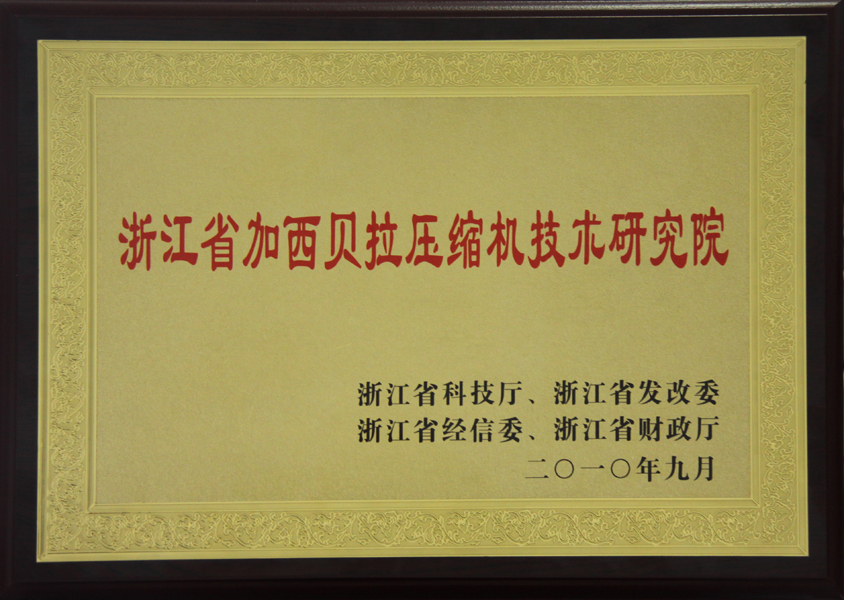 浙江省加西贝拉压缩机技术研究院
浙江省科技厅、浙江省发改委
浙江省经信委、浙江省财政厅
二〇一〇年九月